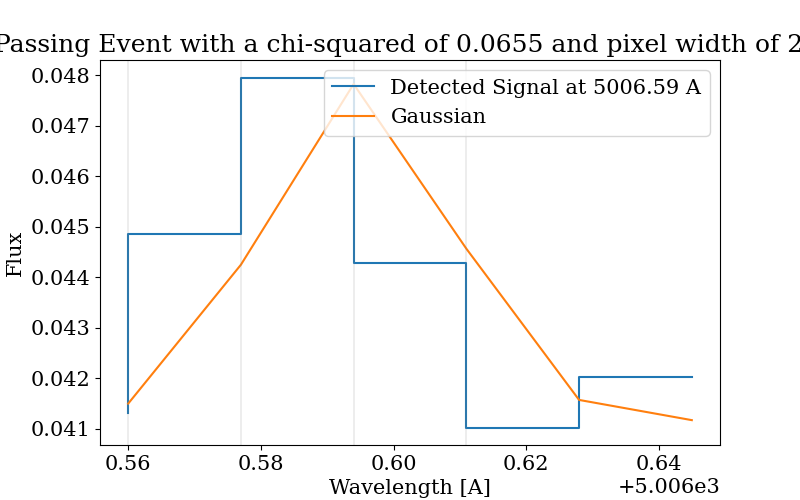 Passing Event with a chi-squared of 0.0655 and pixel width of 2
Detected Signal at 5006.59 A
Gaussian
Flux
0.048
0.047
0.046
0.045
0.044
0.043
0.042
0.041
0.56 0.58 0.60 0.62 0.64
Wavelength [A]
+5.006e3